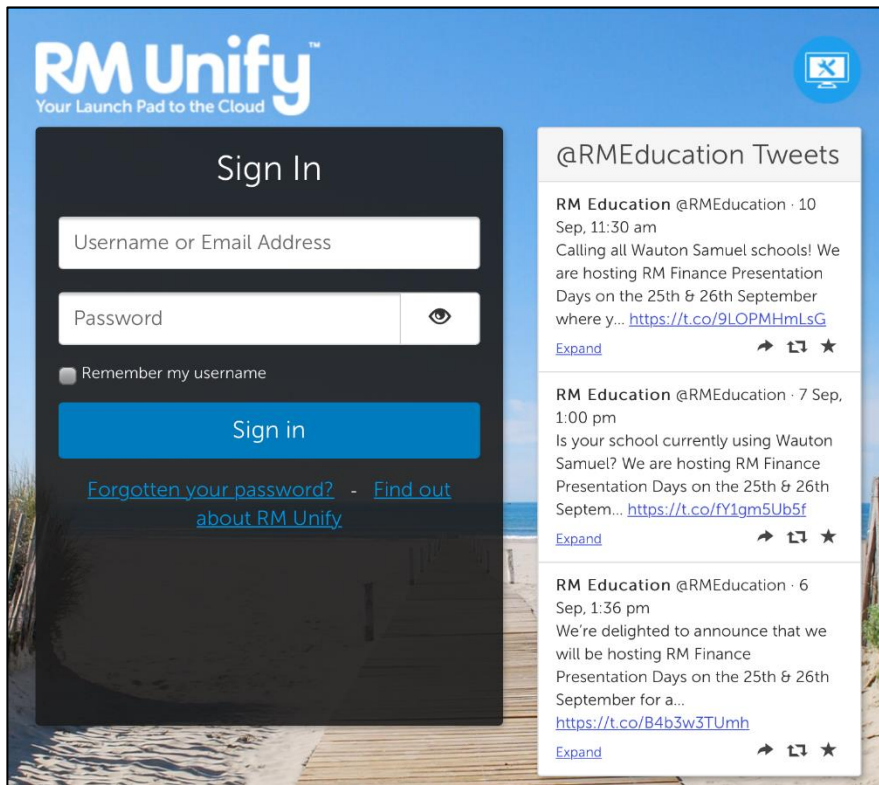 RM Unify™
Your Launch Pad to the Cloud
Sign In
Username or Email Address
Password
Remember my username
Sign in
Forgotten your password? - Find out
about RM Unify
@RMEducation Tweets
RM Education @RMEducation · 10
Sep, 11:30 am
Calling all Wauton Samuel schools! We
are hosting RM Finance Presentation
Days on the 25th & 26th September
where y... https://t.co/9LOPMHmLsG
Expand
RM Education @RMEducation · 7 Sep,
1:00 pm
Is your school currently using Wauton
Samuel? We are hosting RM Finance
Presentation Days on the 25th & 26th
Septem... https://t.co/fY1gm5Ub5f
Expand
RM Education @RMEducation · 6
Sep, 1:36 pm
We're delighted to announce that we
will be hosting RM Finance
Presentation Days on the 25th & 26th
September for a...
https://t.co/B4b3w3TUmh
Expand